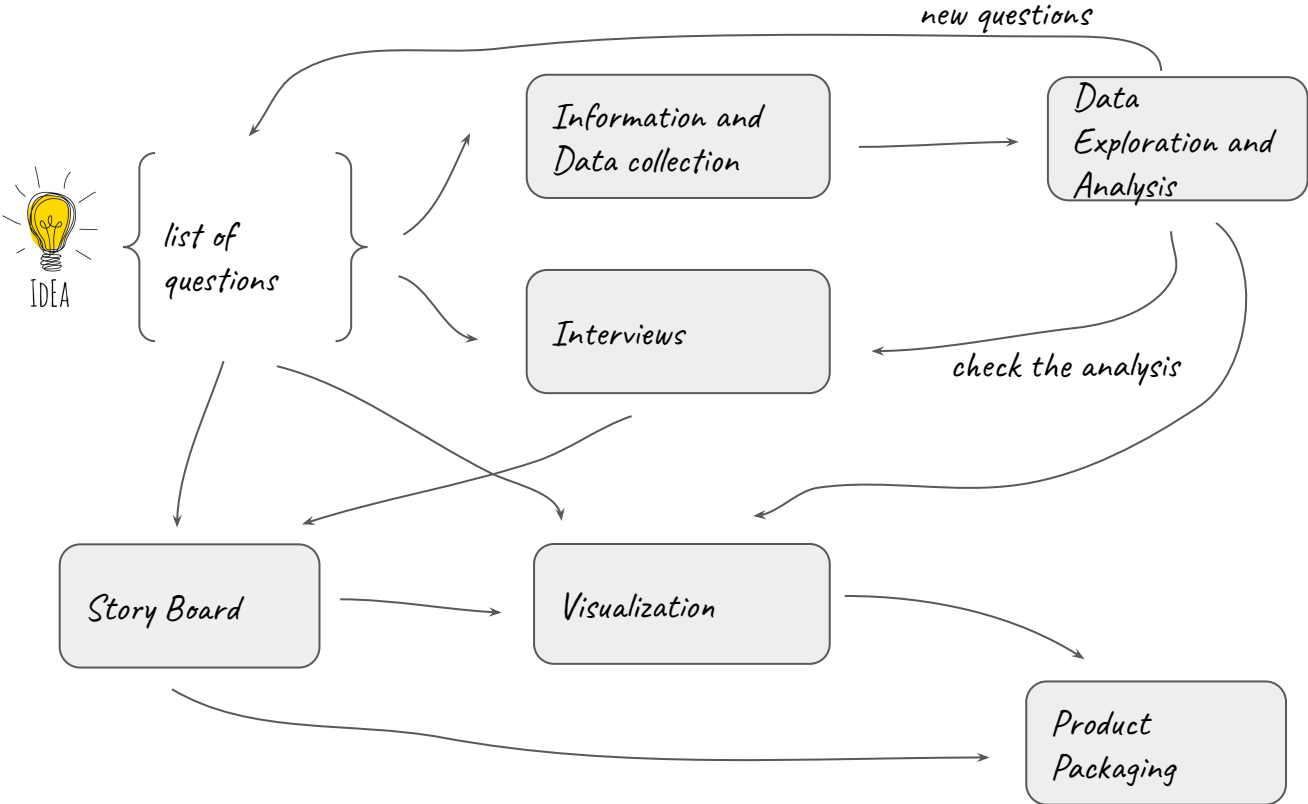 new questions
Information and
Data collection
Data
Exploration and
Analysis
list of
questions
IDEA
Interviews
check the analysis
Story Board
Visualization
Product
Packaging